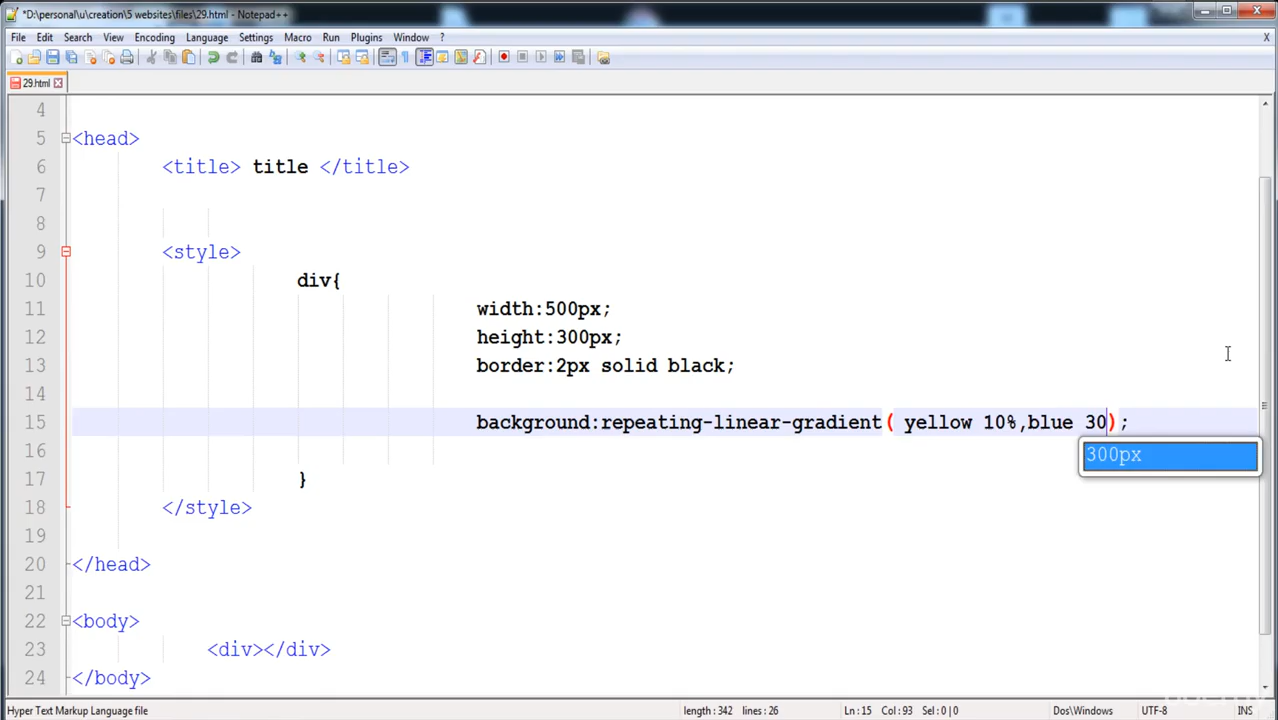 *D:\personal\u\creation\5 websites\files\29.html - Notepad++
File Edit Search View Encoding Language Settings Macro Run Plugins Window ? X
29.html
4
5 <head>
6 <title> title </title>
7
8
9 <style>
10 div{
11 width:500px;
12 height:300px;
13 border:2px solid black;
14
15 background:repeating-linear-gradient( yellow 10%,blue 30);
300px
16
17 }
18 </style>
19
20 </head>
21
22 <body>
23 <div></div>
24 </body>
Hyper Text Markup Language file length : 342 lines : 26 Ln : 15 Col : 93 Sel : 0 | 0 Dos\Windows UTF-8 INS